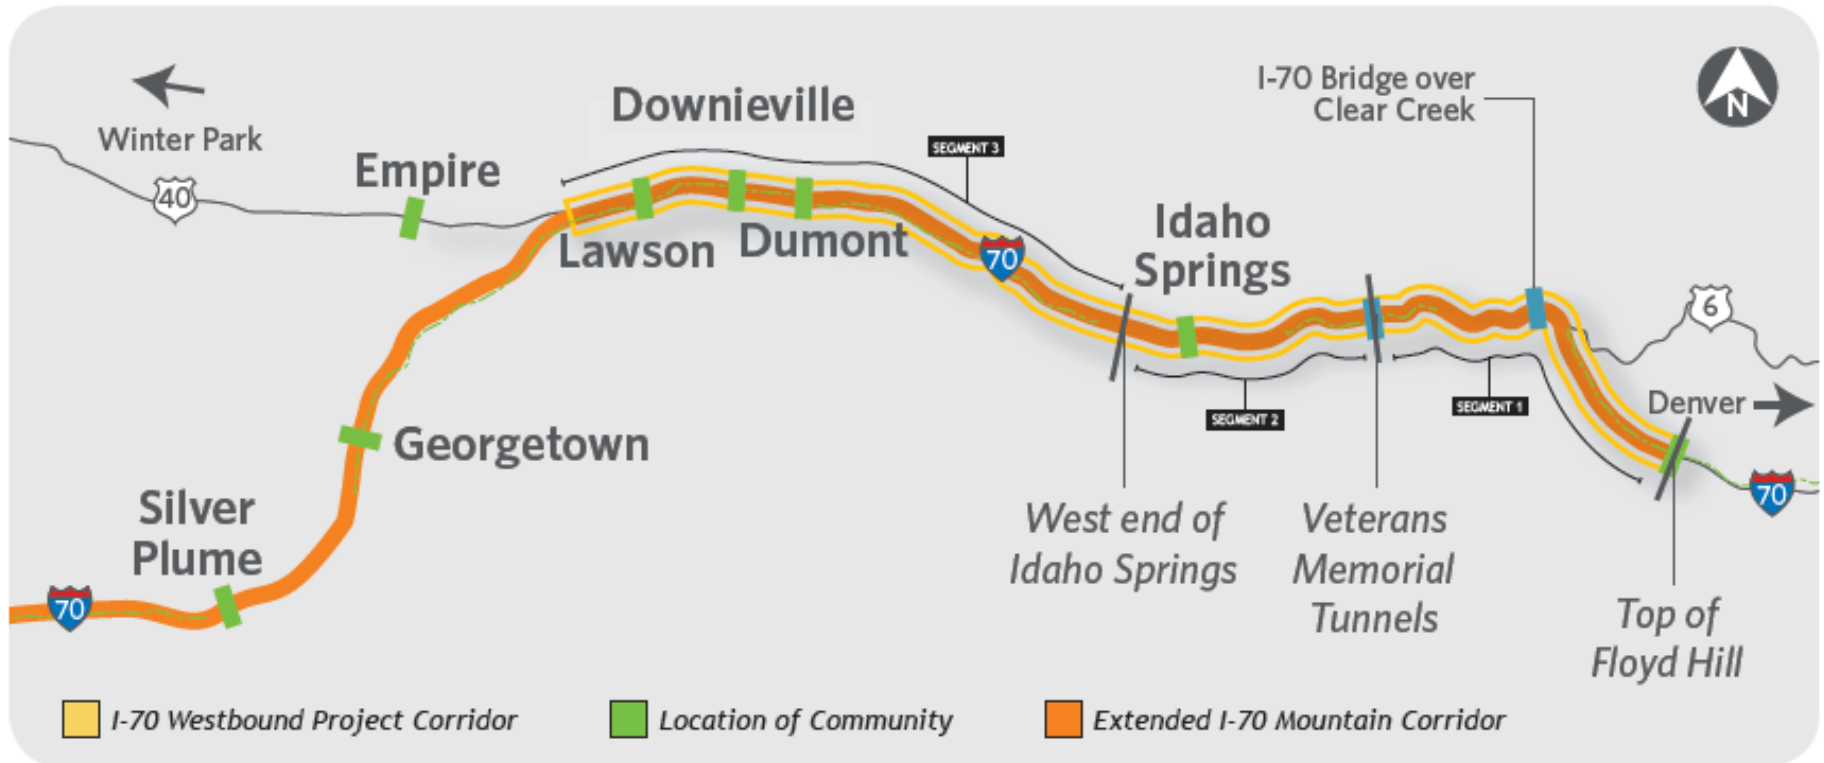 Winter Park
40
Empire
Downieville
SEGMENT 3
Lawson
Dumont
70
Idaho
Springs
I-70 Bridge over
Clear Creek
N
6
Denver
SEGMENT 2
SEGMENT 1
70
Georgetown
Silver
Plume
70
West end of
Idaho Springs
Veterans
Memorial
Tunnels
Top of
Floyd Hill
I-70 Westbound Project Corridor
Location of Community
Extended I-70 Mountain Corridor